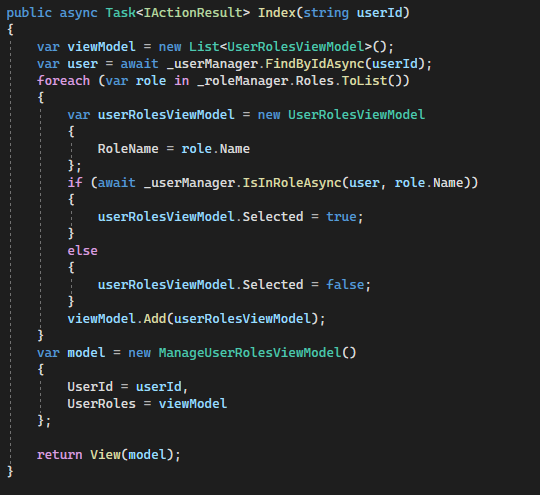 public async Task<IActionResult> Index(string userId)
{
    var viewModel = new List<UserRolesViewModel>();
    var user = await _userManager.FindByIdAsync(userId);
    foreach (var role in _roleManager.Roles.ToList())
    {
        var userRolesViewModel = new UserRolesViewModel
        {
            RoleName = role.Name
        };
        if (await _userManager.IsInRoleAsync(user, role.Name))
        {
            userRolesViewModel.Selected = true;
        }
        else
        {
            userRolesViewModel.Selected = false;
        }
        viewModel.Add(userRolesViewModel);
    }
    var model = new ManageUserRolesViewModel()
    {
        UserId = userId,
        UserRoles = viewModel
    };

    return View(model);
}